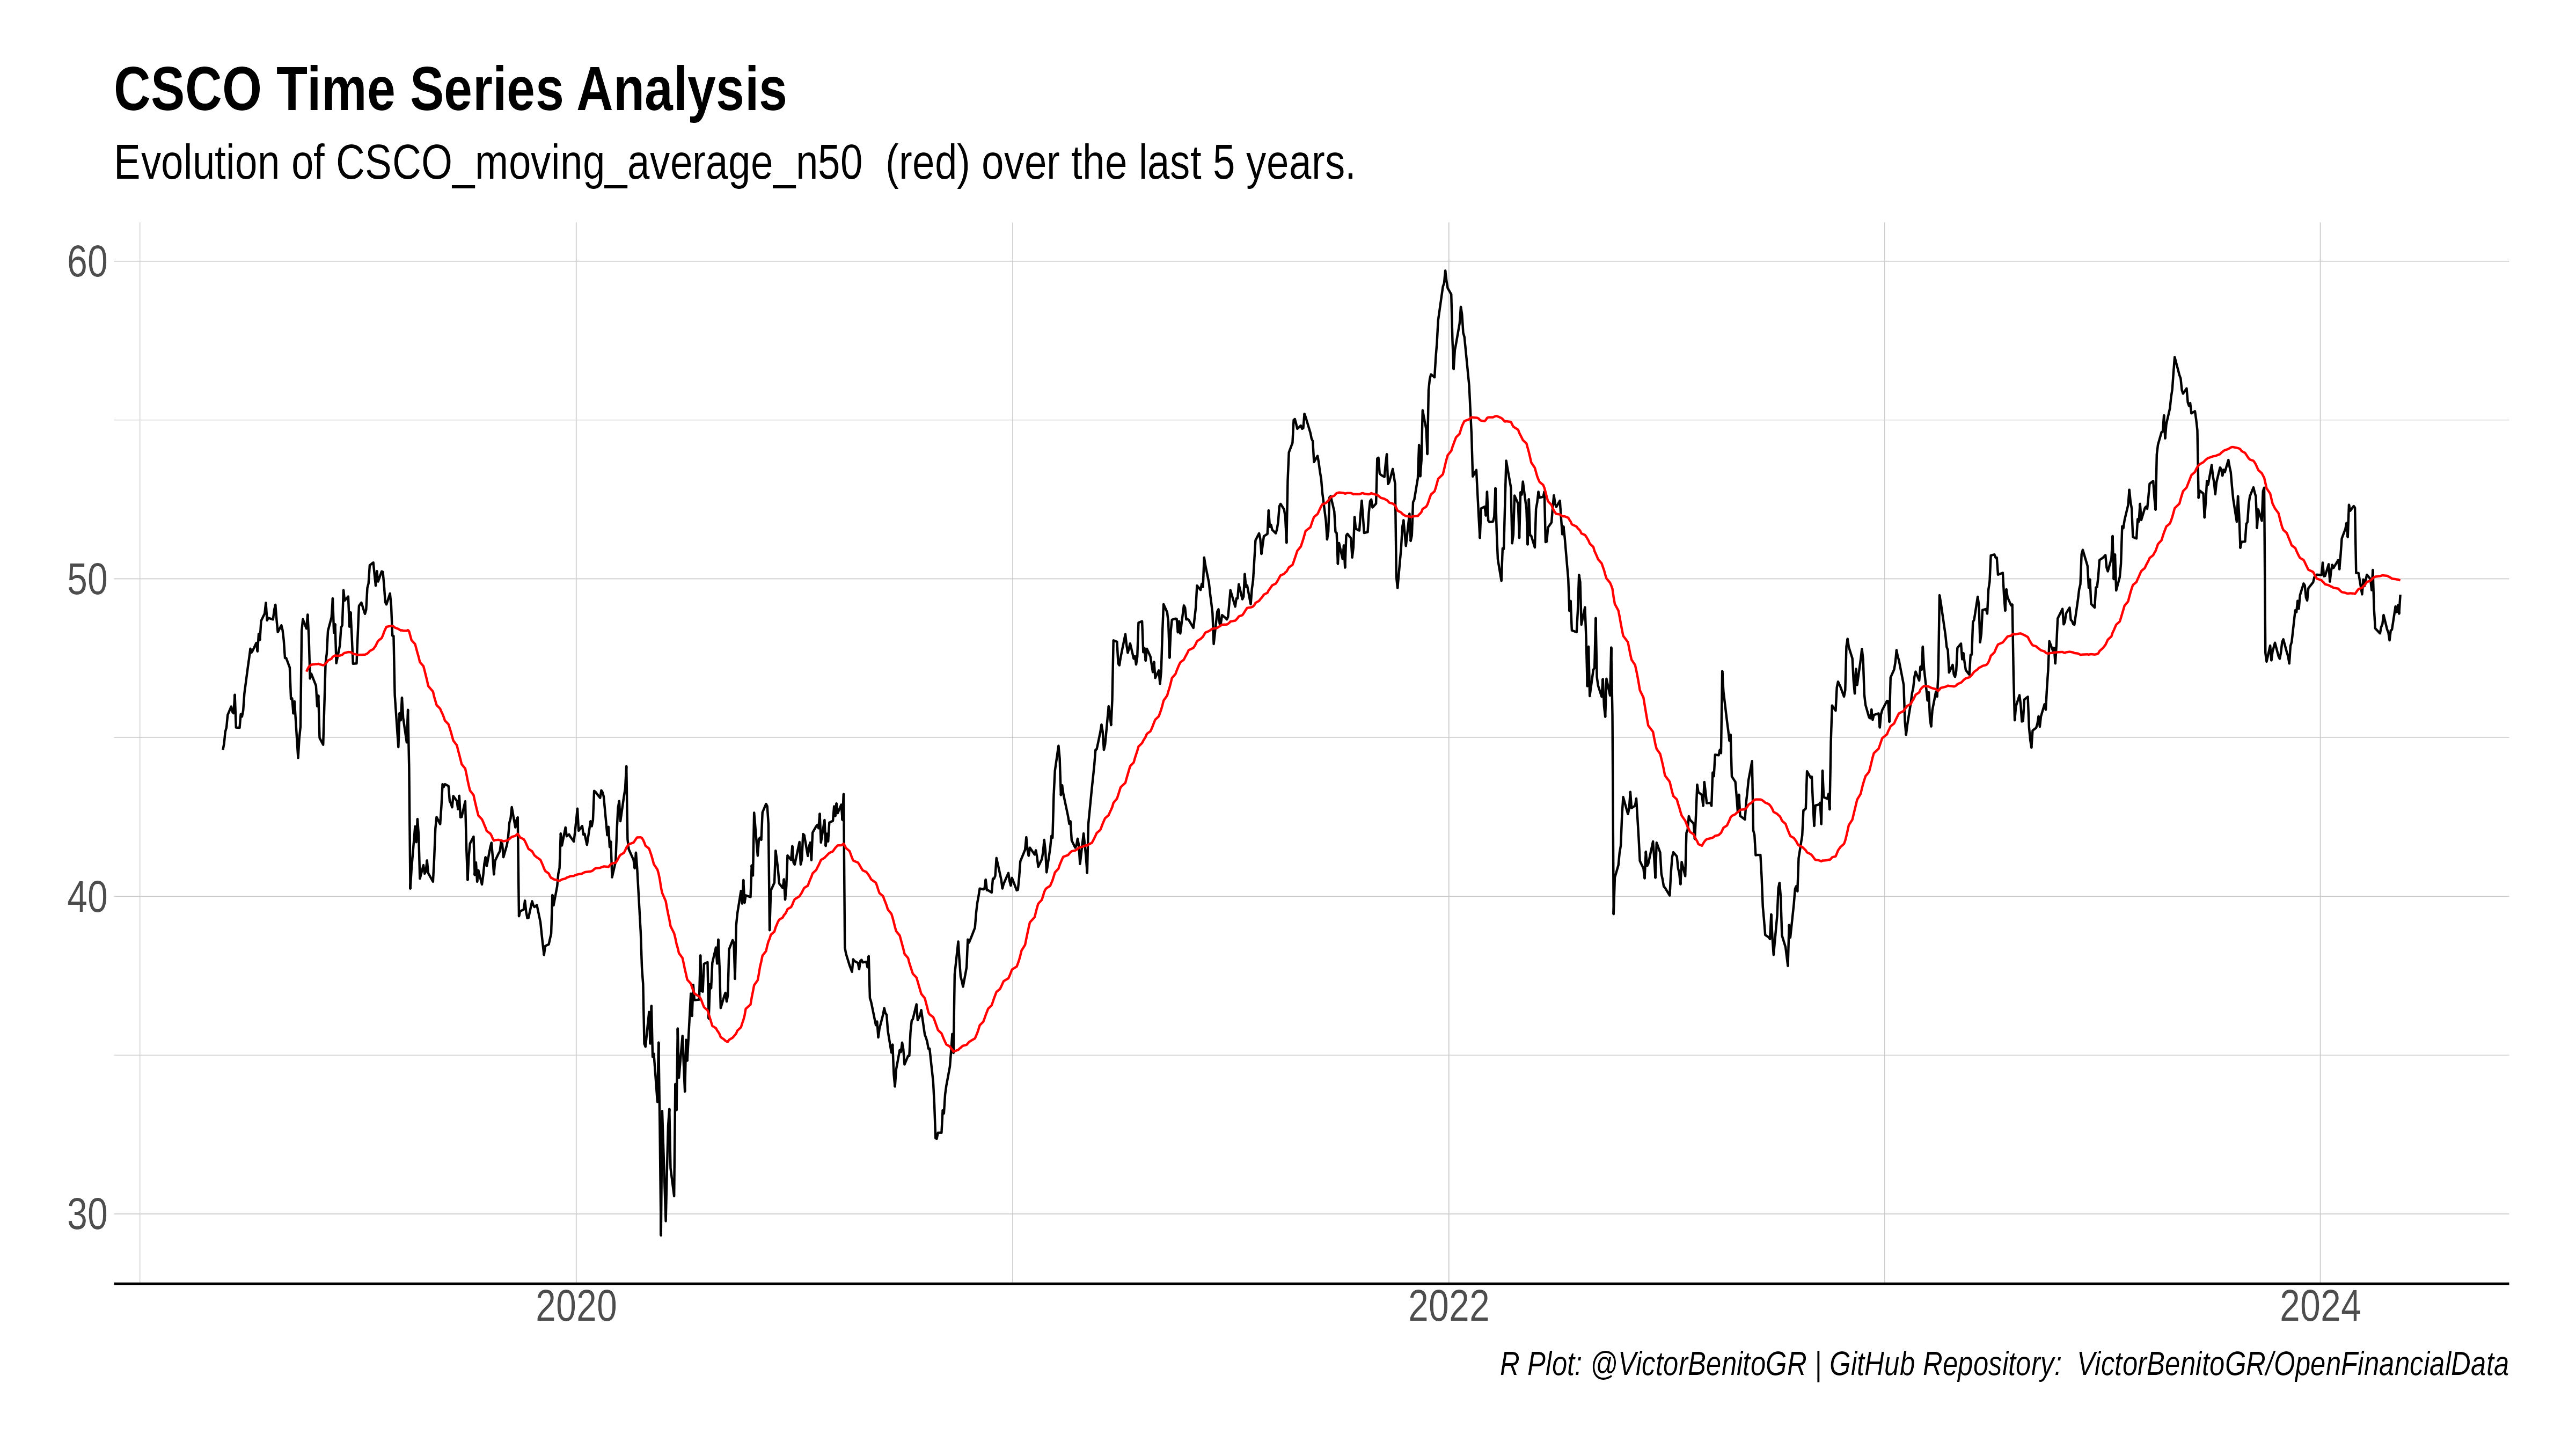 CSCO Time Series Analysis
Evolution of CSCO_moving_average_n50  (red) over the last 5 years.
60
50
40
30
2020 2022 2024
R Plot: @VictorBenitoGR | GitHub Repository:  VictorBenitoGR/OpenFinancialData